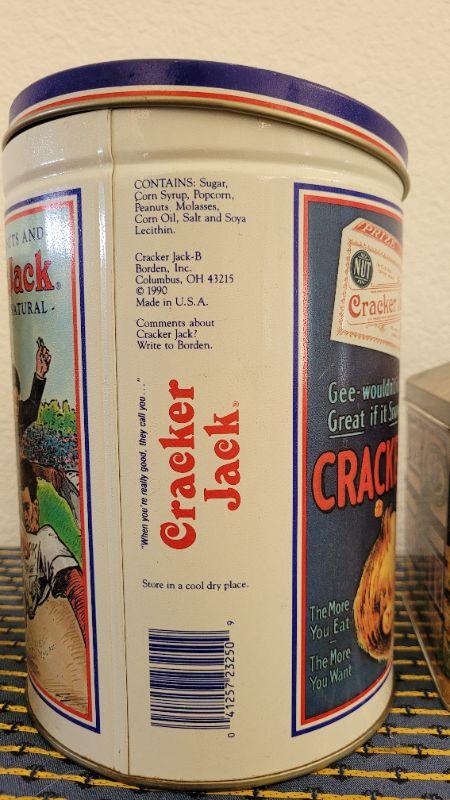 CONTAINS: Sugar,
Corn Syrup, Popcorn,
Peanuts, Molasses,
Corn Oil, Salt and Soya
Lecithin.
Cracker Jack-B
Borden, Inc.
Columbus, OH 43215
© 1990
Made in U.S.A.
Comments about
Cracker Jack?
Write to Borden.
"When you're really good, they call you . . ."
Cracker
Jack®
Store in a cool dry place.
0 41257 23250 9
AND
Jack®
PRIZE
NUT
Cracker
Gee-wouldn't
Great if it
CRACK
The More
You Eat
The More
You Want